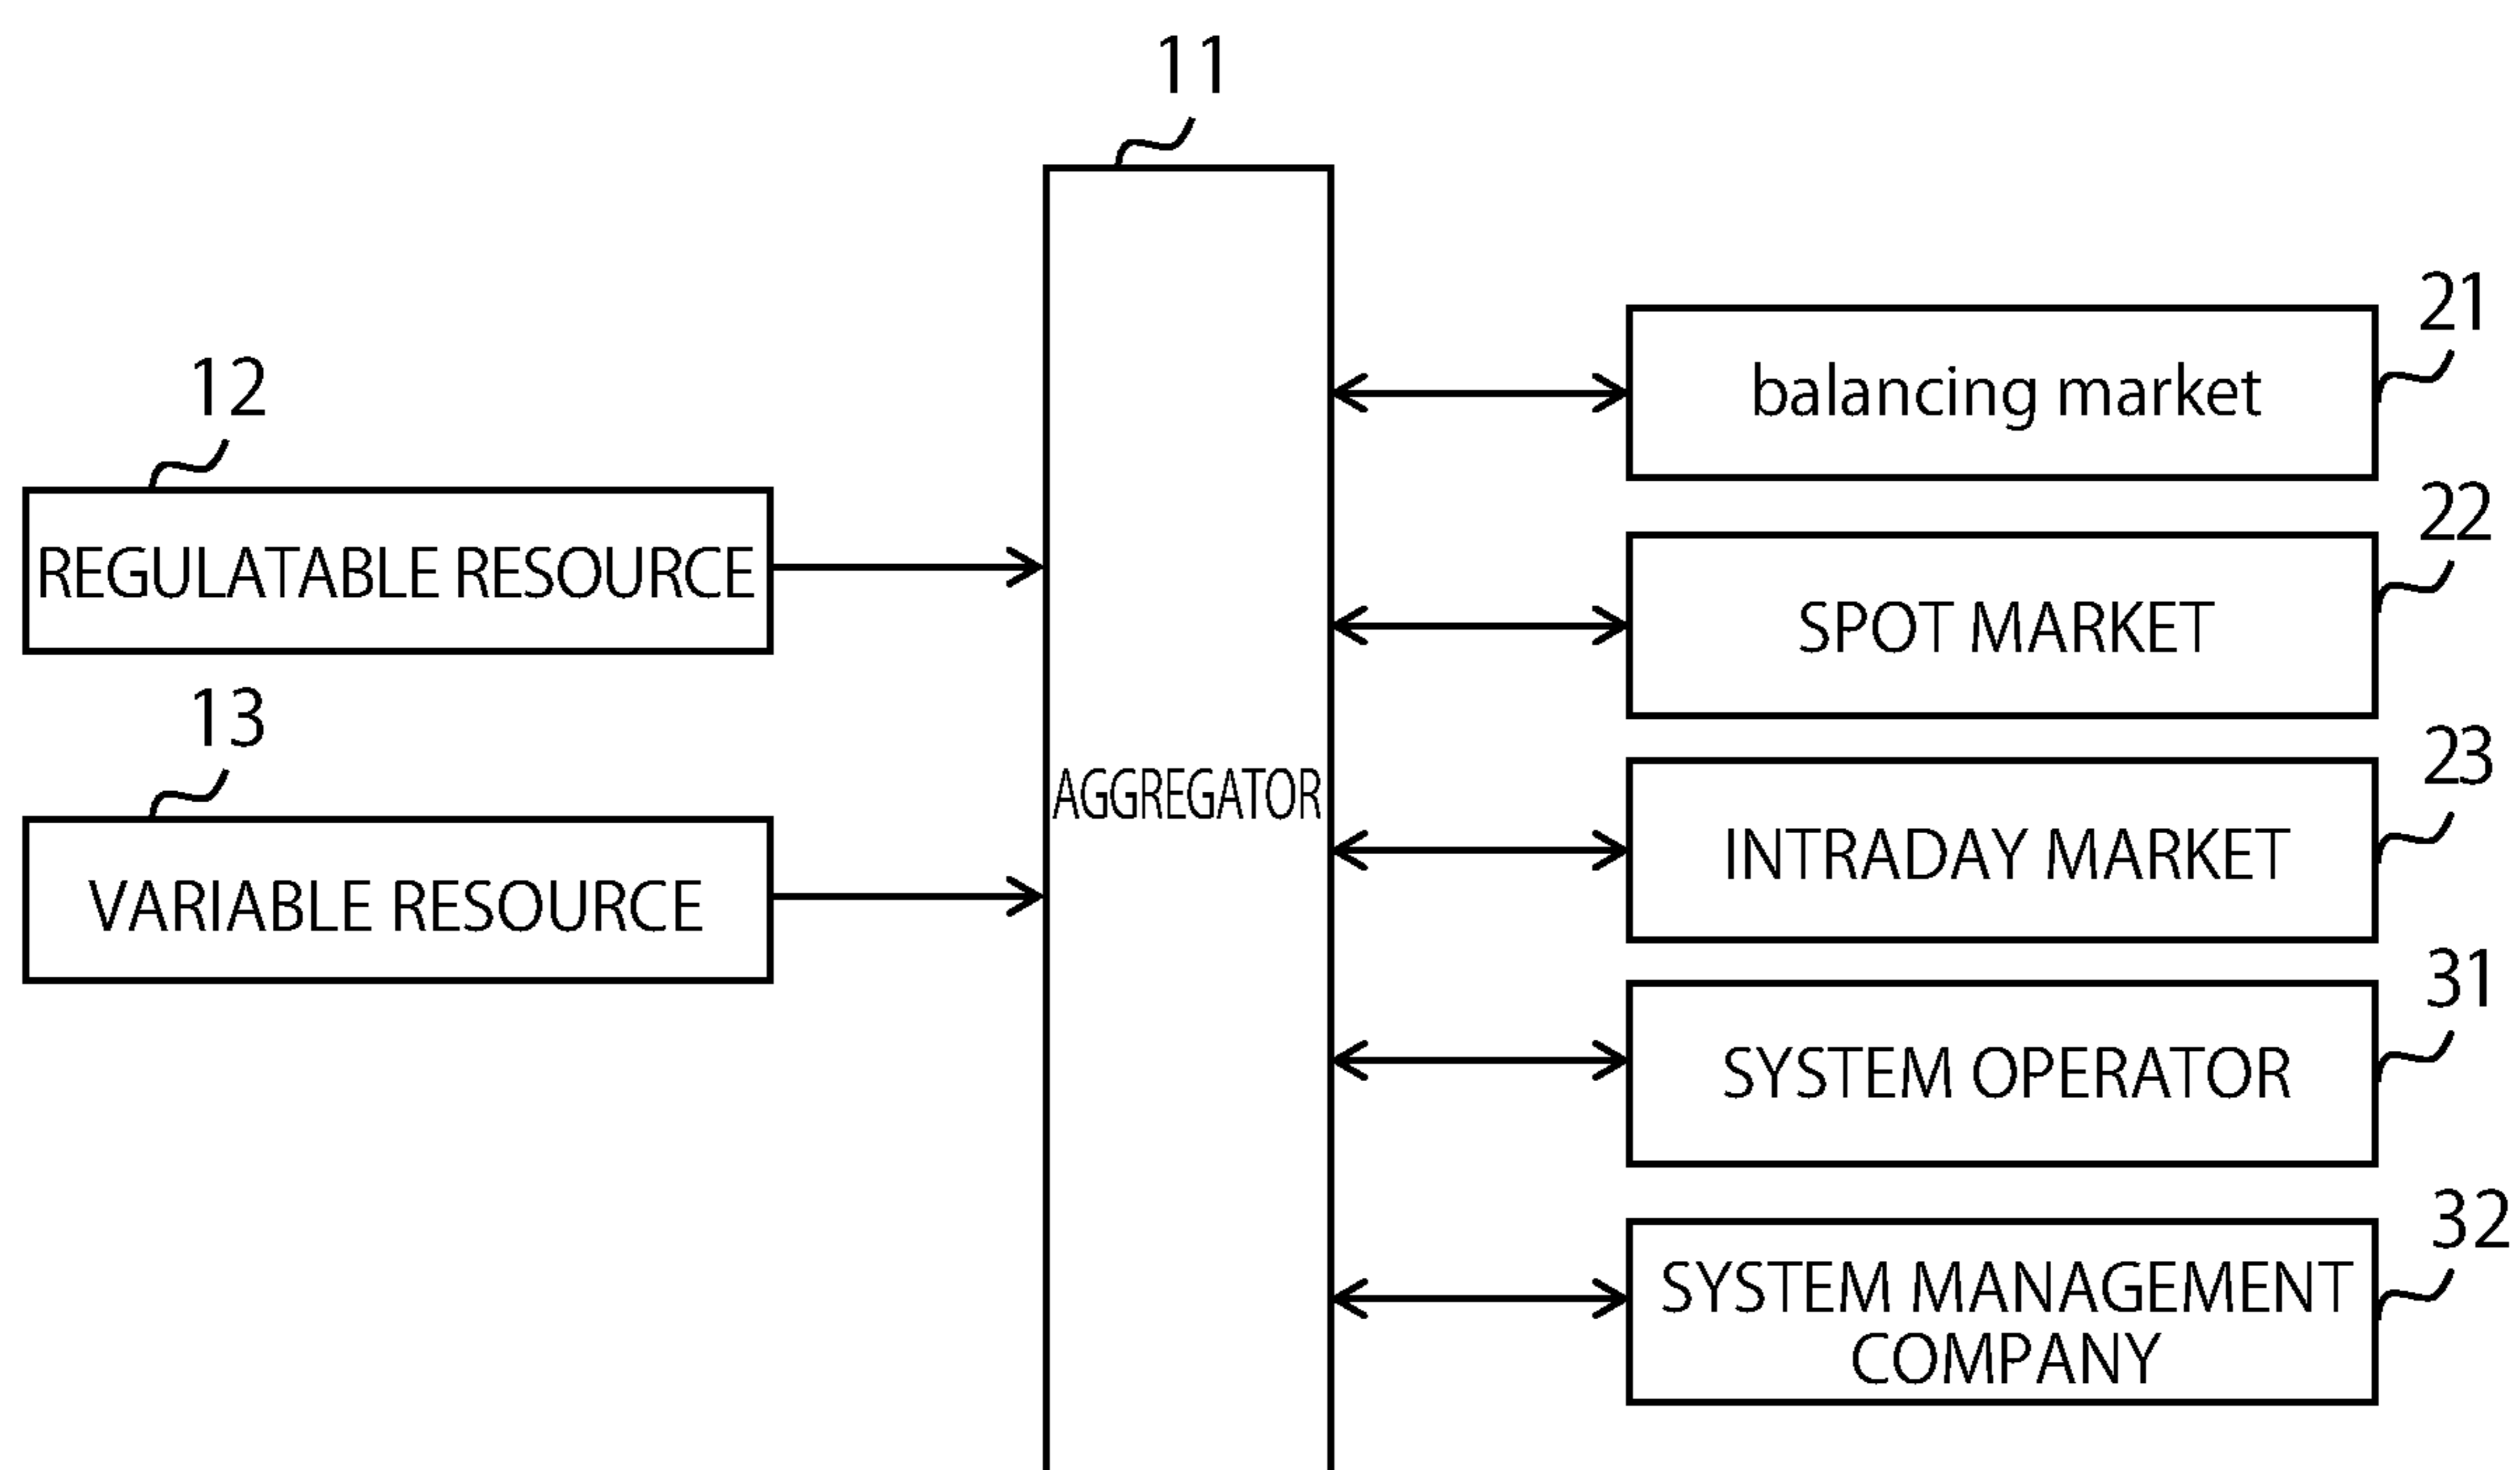 11
12
REGULATABLE RESOURCE
13
VARIABLE RESOURCE
AGGREGATOR
21
balancing market
22
SPOT MARKET
23
INTRADAY MARKET
31
SYSTEM OPERATOR
32
SYSTEM MANAGEMENT
COMPANY